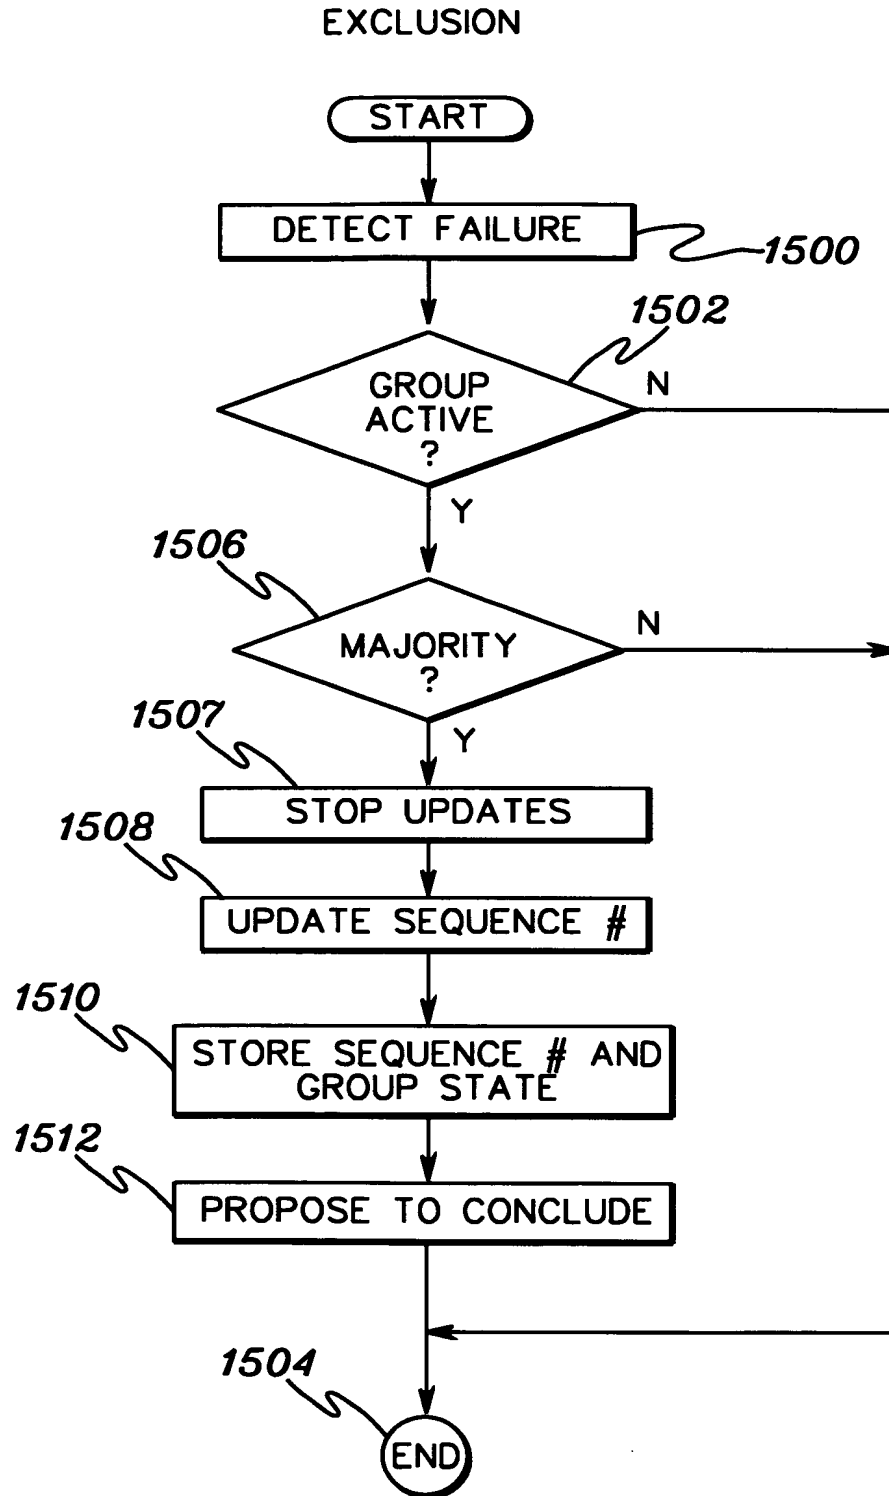 EXCLUSION
START
DETECT FAILURE
1500
1502
GROUP
ACTIVE
?
N
Y
1506
MAJORITY
?
N
Y
1507
STOP UPDATES
1508
UPDATE SEQUENCE #
1510
STORE SEQUENCE # AND
GROUP STATE
1512
PROPOSE TO CONCLUDE
1504
END